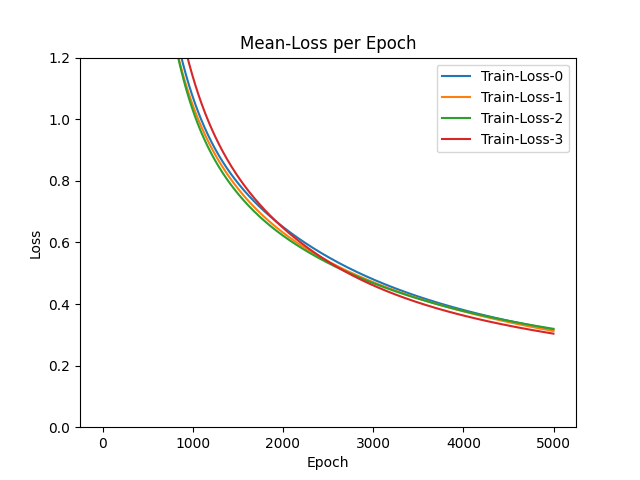 Mean-Loss per Epoch
1.2
1.0
0.8
0.6
0.4
0.2
0.0
Loss
Train-Loss-0
Train-Loss-1
Train-Loss-2
Train-Loss-3
0 1000 2000 3000 4000 5000
Epoch